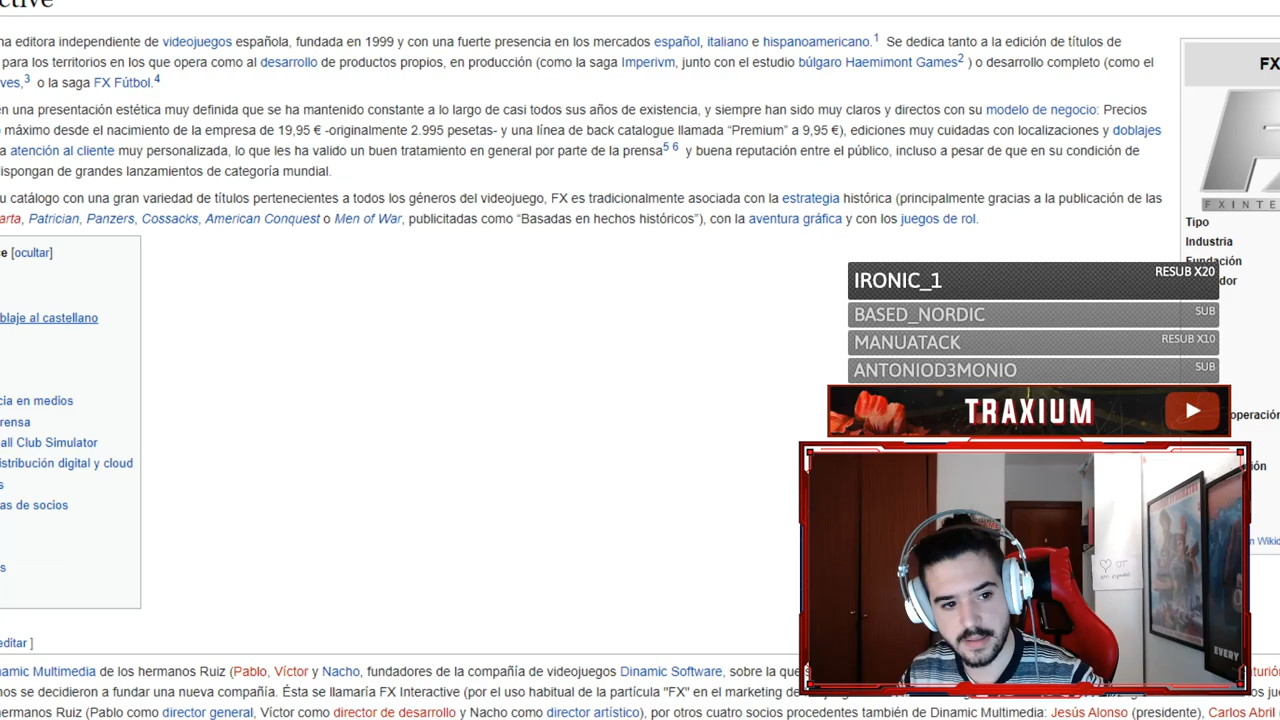 ctive
na editora independiente de videojuegos española, fundada en 1999 y con una fuerte presencia en los mercados español, italiano e hispanoamericano.1 Se dedica tanto a la edición de títulos de
para los territorios en los que opera como al desarrollo de productos propios, en producción (como la saga Imperivm, junto con el estudio búlgaro Haemimont Games2 ) o desarrollo completo (como el
ves,3 o la saga FX Fútbol.4
en una presentación estética muy definida que se ha mantenido constante a lo largo de casi todos sus años de existencia, y siempre han sido muy claros y directos con su modelo de negocio: Precios
máximo desde el nacimiento de la empresa de 19,95 € -originalmente 2.995 pesetas- y una línea de back catalogue llamada “Premium” a 9,95 €), ediciones muy cuidadas con localizaciones y doblajes
a atención al cliente muy personalizada, lo que les ha valido un buen tratamiento en general por parte de la prensa5 6 y buena reputación entre el público, incluso a pesar de que en su condición de
dispongan de grandes lanzamientos de categoría mundial.
u catálogo con una gran variedad de títulos pertenecientes a todos los géneros del videojuego, FX es tradicionalmente asociada con la estrategia histórica (principalmente gracias a la publicación de las
arta, Patrician, Panzers, Cossacks, American Conquest o Men of War, publicitadas como “Basadas en hechos históricos”), con la aventura gráfica y con los juegos de rol.
ce [ocultar]
blaje al castellano
cia en medios
rensa
all Club Simulator
istribución digital y cloud
s
as de socios
s
editar ]
namic Multimedia de los hermanos Ruiz (Pablo, Víctor y Nacho, fundadores de la compañía de videojuegos Dinamic Software, sobre la que
nos se decidieron a fundar una nueva compañía. Ésta se llamaría FX Interactive (por el uso habitual de la partícula "FX" en el marketing de
hermanos Ruiz (Pablo como director general, Víctor como director de desarrollo y Nacho como director artístico), por otros cuatro socios procedentes también de Dinamic Multimedia: Jesús Alonso (presidente), Carlos Abril
FX
FXINTE
Tipo
Industria
Fundación
dor
operación
ión
n Wiki
IRONIC_1 RESUB X20
BASED_NORDIC SUB
MANUATACK RESUB X10
ANTONIOD3MONIO SUB
TRAXIUM
EVERY